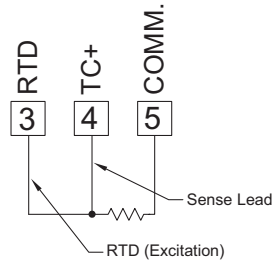 RTD
TC+
COMM.
3
4
5
Sense Lead
RTD (Excitation)